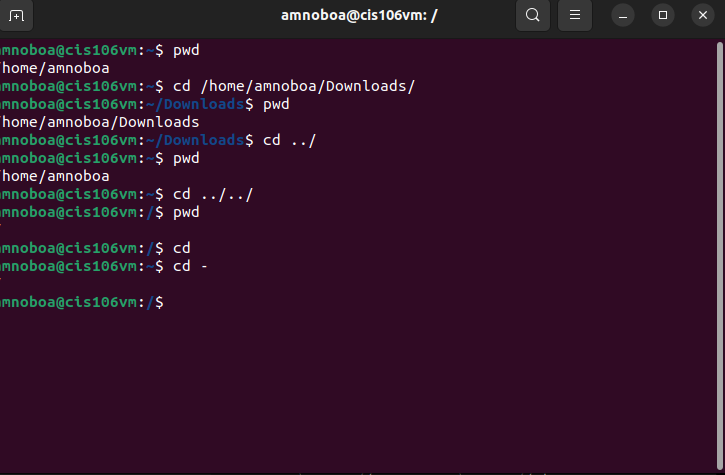 amnoboa@cis106vm: /
amnoboa@cis106vm:~$ pwd
/home/amnoboa
amnoboa@cis106vm:~$ cd /home/amnoboa/Downloads/
amnoboa@cis106vm:~/Downloads$ pwd
/home/amnoboa/Downloads
amnoboa@cis106vm:~/Downloads$ cd ../
amnoboa@cis106vm:~$ pwd
/home/amnoboa
amnoboa@cis106vm:~$ cd ../../
amnoboa@cis106vm:/$ pwd
/
amnoboa@cis106vm:/$ cd
amnoboa@cis106vm:~$ cd -
/
amnoboa@cis106vm:/$